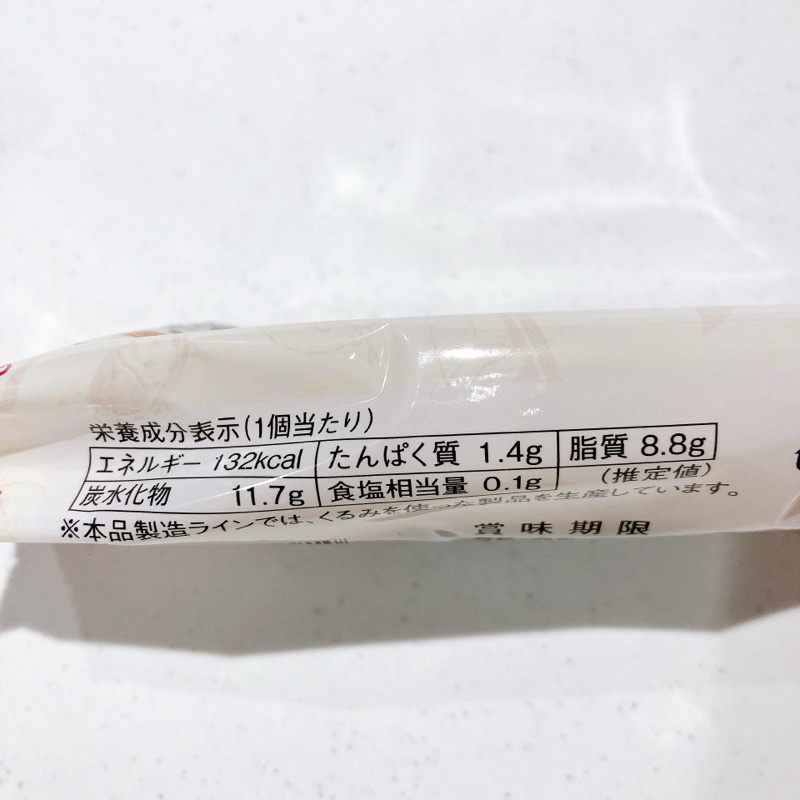 栄養成分表示(1個当たり)
エネルギー 132kcal たんぱく質 1.4g 脂質 8.8g
炭水化物 11.7g 食塩相当量 0.1g (推定値)
※本品製造ラインでは、くるみを使った製品を生産しています。
賞味期限